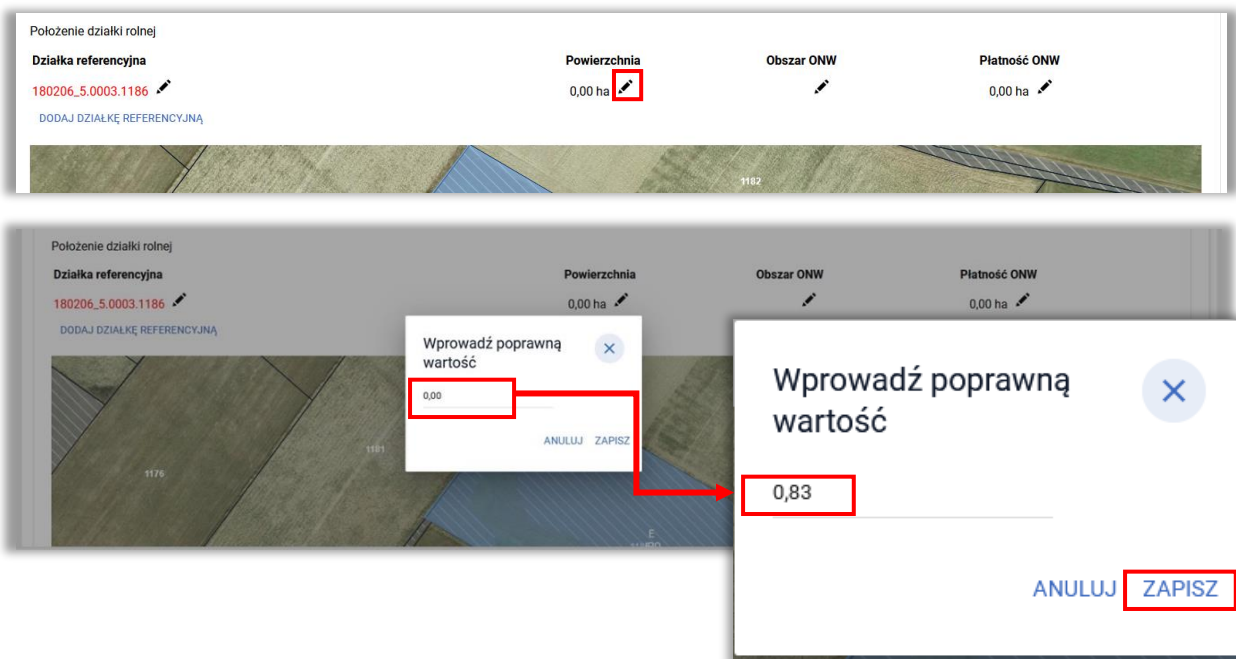 Położenie działki rolnej
Działka referencyjna Powierzchnia Obszar ONW Płatność ONW
180206_5.0003.1186 0,00 ha 0,00 ha
DODAJ DZIAŁKĘ REFERENCYJNĄ
1182
Położenie działki rolnej
Działka referencyjna Powierzchnia Obszar ONW Płatność ONW
180206_5.0003.1186 0,00 ha 0,00 ha
DODAJ DZIAŁKĘ REFERENCYJNĄ
Wprowadź poprawną
wartość
0,00
ANULUJ ZAPISZ
1181
1176
E
Wprowadź poprawną
wartość
0,83
ANULUJ ZAPISZ